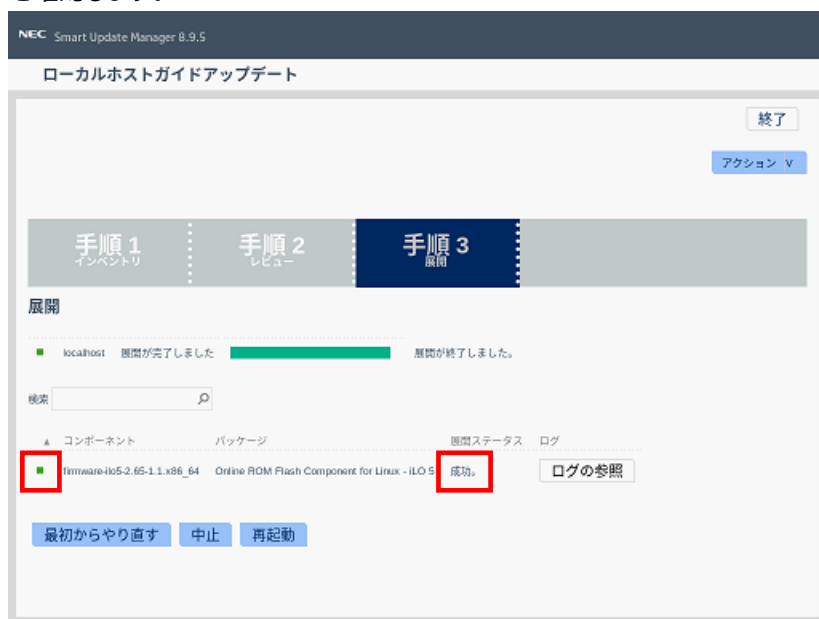 NEC Smart Update Manager 8.9.5
ローカルホストガイドアップデート
終了
アクション V
手順 1
インベントリ
手順 2
レビュー
手順 3
展開
展開
localhost 展開が完了しました 展開が終了しました。
検索
コンポーネント パッケージ 展開ステータス ログ
firmware-ilo5-2.65-1.1.x86_64 Online ROM Flash Component for Linux - iLO 5 成功。 ログの参照
最初からやり直す 中止 再起動